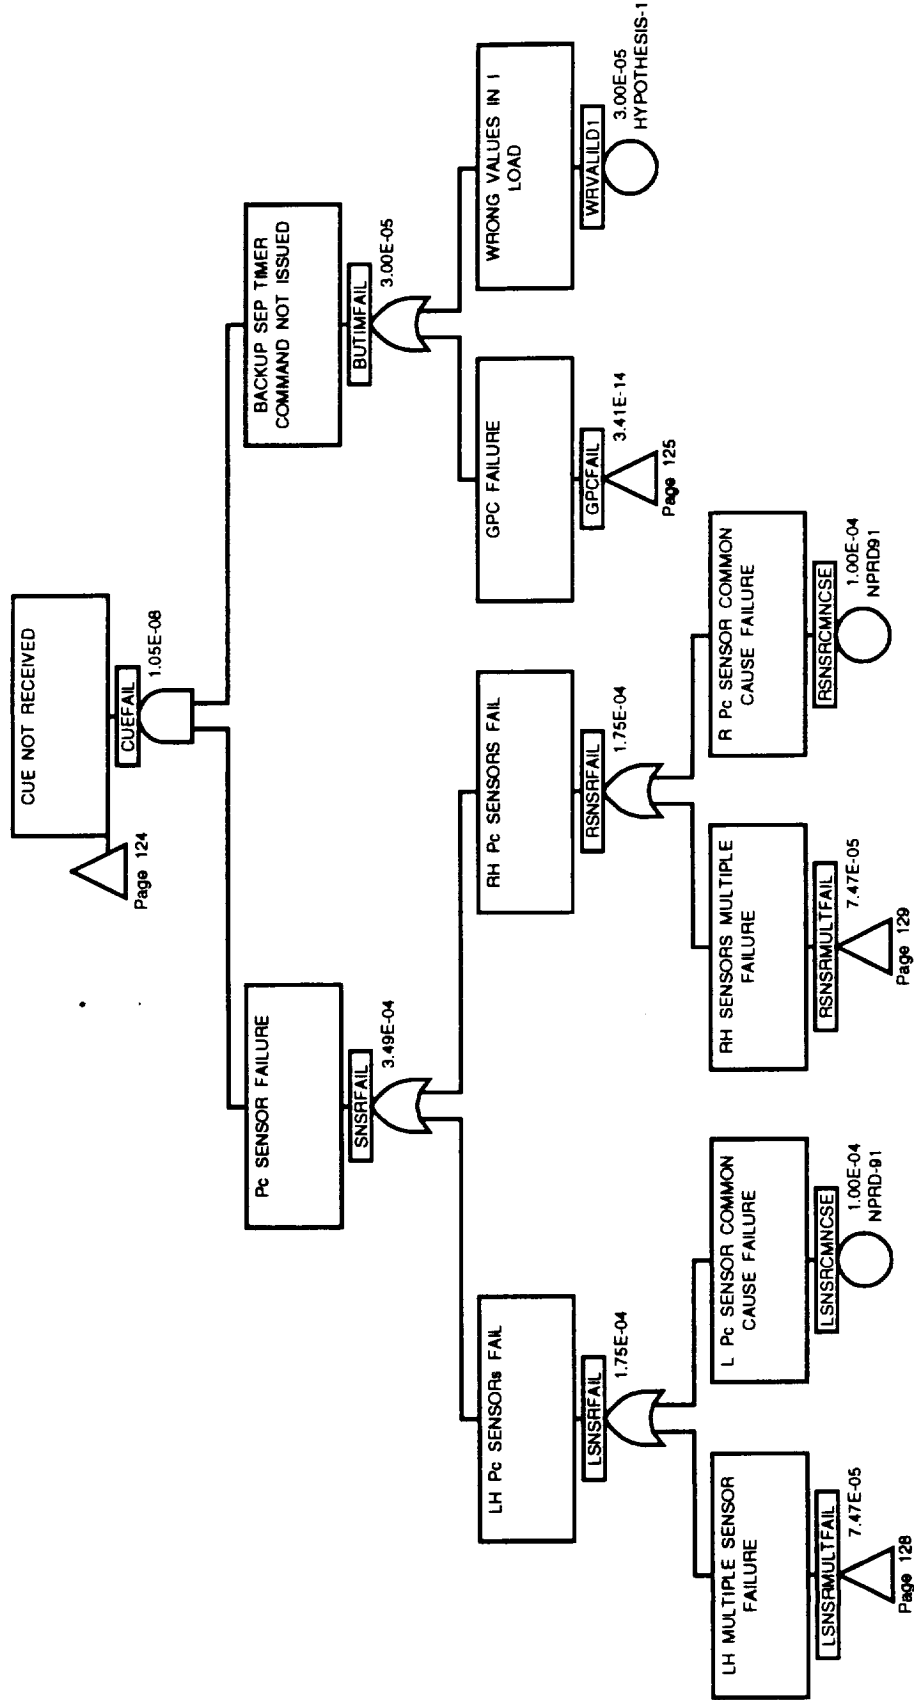 CUE NOT RECEIVED
Page 124
CUEFAIL
1.05E-08
Pc SENSOR FAILURE
SNSRFAIL
3.49E-04
BACKUP SEP TIMER
COMMAND NOT ISSUED
BUTIMFAIL
3.00E-05
LH Pc SENSORs FAIL
LSNSRFAIL
1.75E-04
RH Pc SENSORS FAIL
RSNSRFAIL
1.75E-04
GPC FAILURE
GPCFAIL
3.41E-14
Page 125
WRONG VALUES IN I
LOAD
WRVALILD1
3.00E-05
HYPOTHESIS-1
LH MULTIPLE SENSOR
FAILURE
LSNSRMULTFAIL
7.47E-05
Page 128
L Pc SENSOR COMMON
CAUSE FAILURE
LSNSRCMNCSE
1.00E-04
NPRD-91
RH SENSORS MULTIPLE
FAILURE
RSNSRMULTFAIL
7.47E-05
Page 129
R Pc SENSOR COMMON
CAUSE FAILURE
RSNSRCMNCSE
1.00E-04
NPRD91